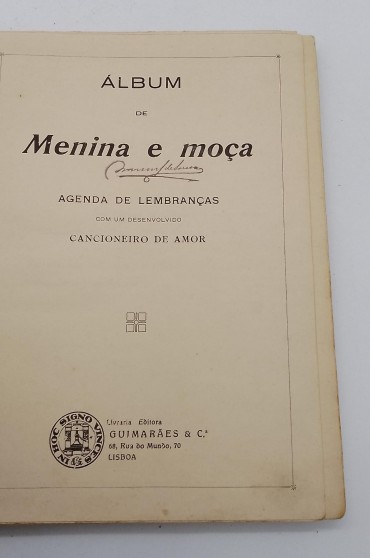 ÁLBUM
DE
Menina e moça
AGENDA DE LEMBRANÇAS
COM UM DESENVOLVIDO
CANCIONEIRO DE AMOR
IN HOC SIGNO VINCES
Livraria Editora
GUIMARÃES & C.ª
68, Rua do Mundo, 70
LISBOA